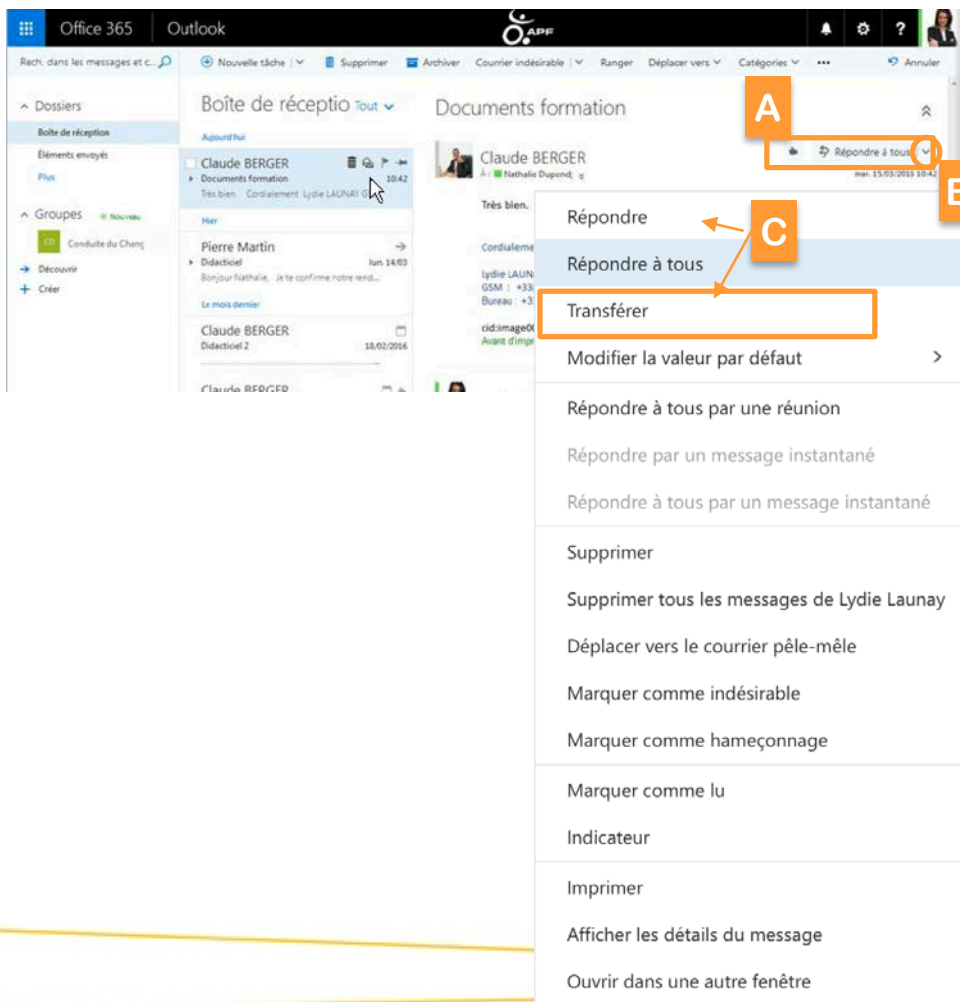 Office 365 Outlook APF ?
Rech. dans les messages et c... Nouvelle tâche Supprimer Archiver Courrier indésirable Ranger Déplacer vers Catégories ... Annuler
Dossiers
Boîte de réception
Éléments envoyés
Plus
Groupes Nouveau
CD Conduite du Chang
Découvrir
Créer
Boîte de réceptio Tout
Aujourd'hui
Claude BERGER
Documents formation 10:42
Très bien. Cordialement Lydie LAUNAY G
Hier
Pierre Martin
Didacticiel lun. 14/03
Bonjour Nathalie, Je te confirme notre rend...
Le mois dernier
Claude BERGER
Didacticiel 2 18/02/2016
Claude BERGER
Documents formation
A
Claude BERGER
À : Nathalie Dupond;
Répondre à tous
mar. 15/03/2016 10:42
B
Très bien.
Cordialeme
Lydie LAUN
GSM : +33
Bureau : +3
cid:image00
Avant d'impr
C
Répondre
Répondre à tous
Transférer
Modifier la valeur par défaut >
Répondre à tous par une réunion
Répondre par un message instantané
Répondre à tous par un message instantané
Supprimer
Supprimer tous les messages de Lydie Launay
Déplacer vers le courrier pêle-mêle
Marquer comme indésirable
Marquer comme hameçonnage
Marquer comme lu
Indicateur
Imprimer
Afficher les détails du message
Ouvrir dans une autre fenêtre